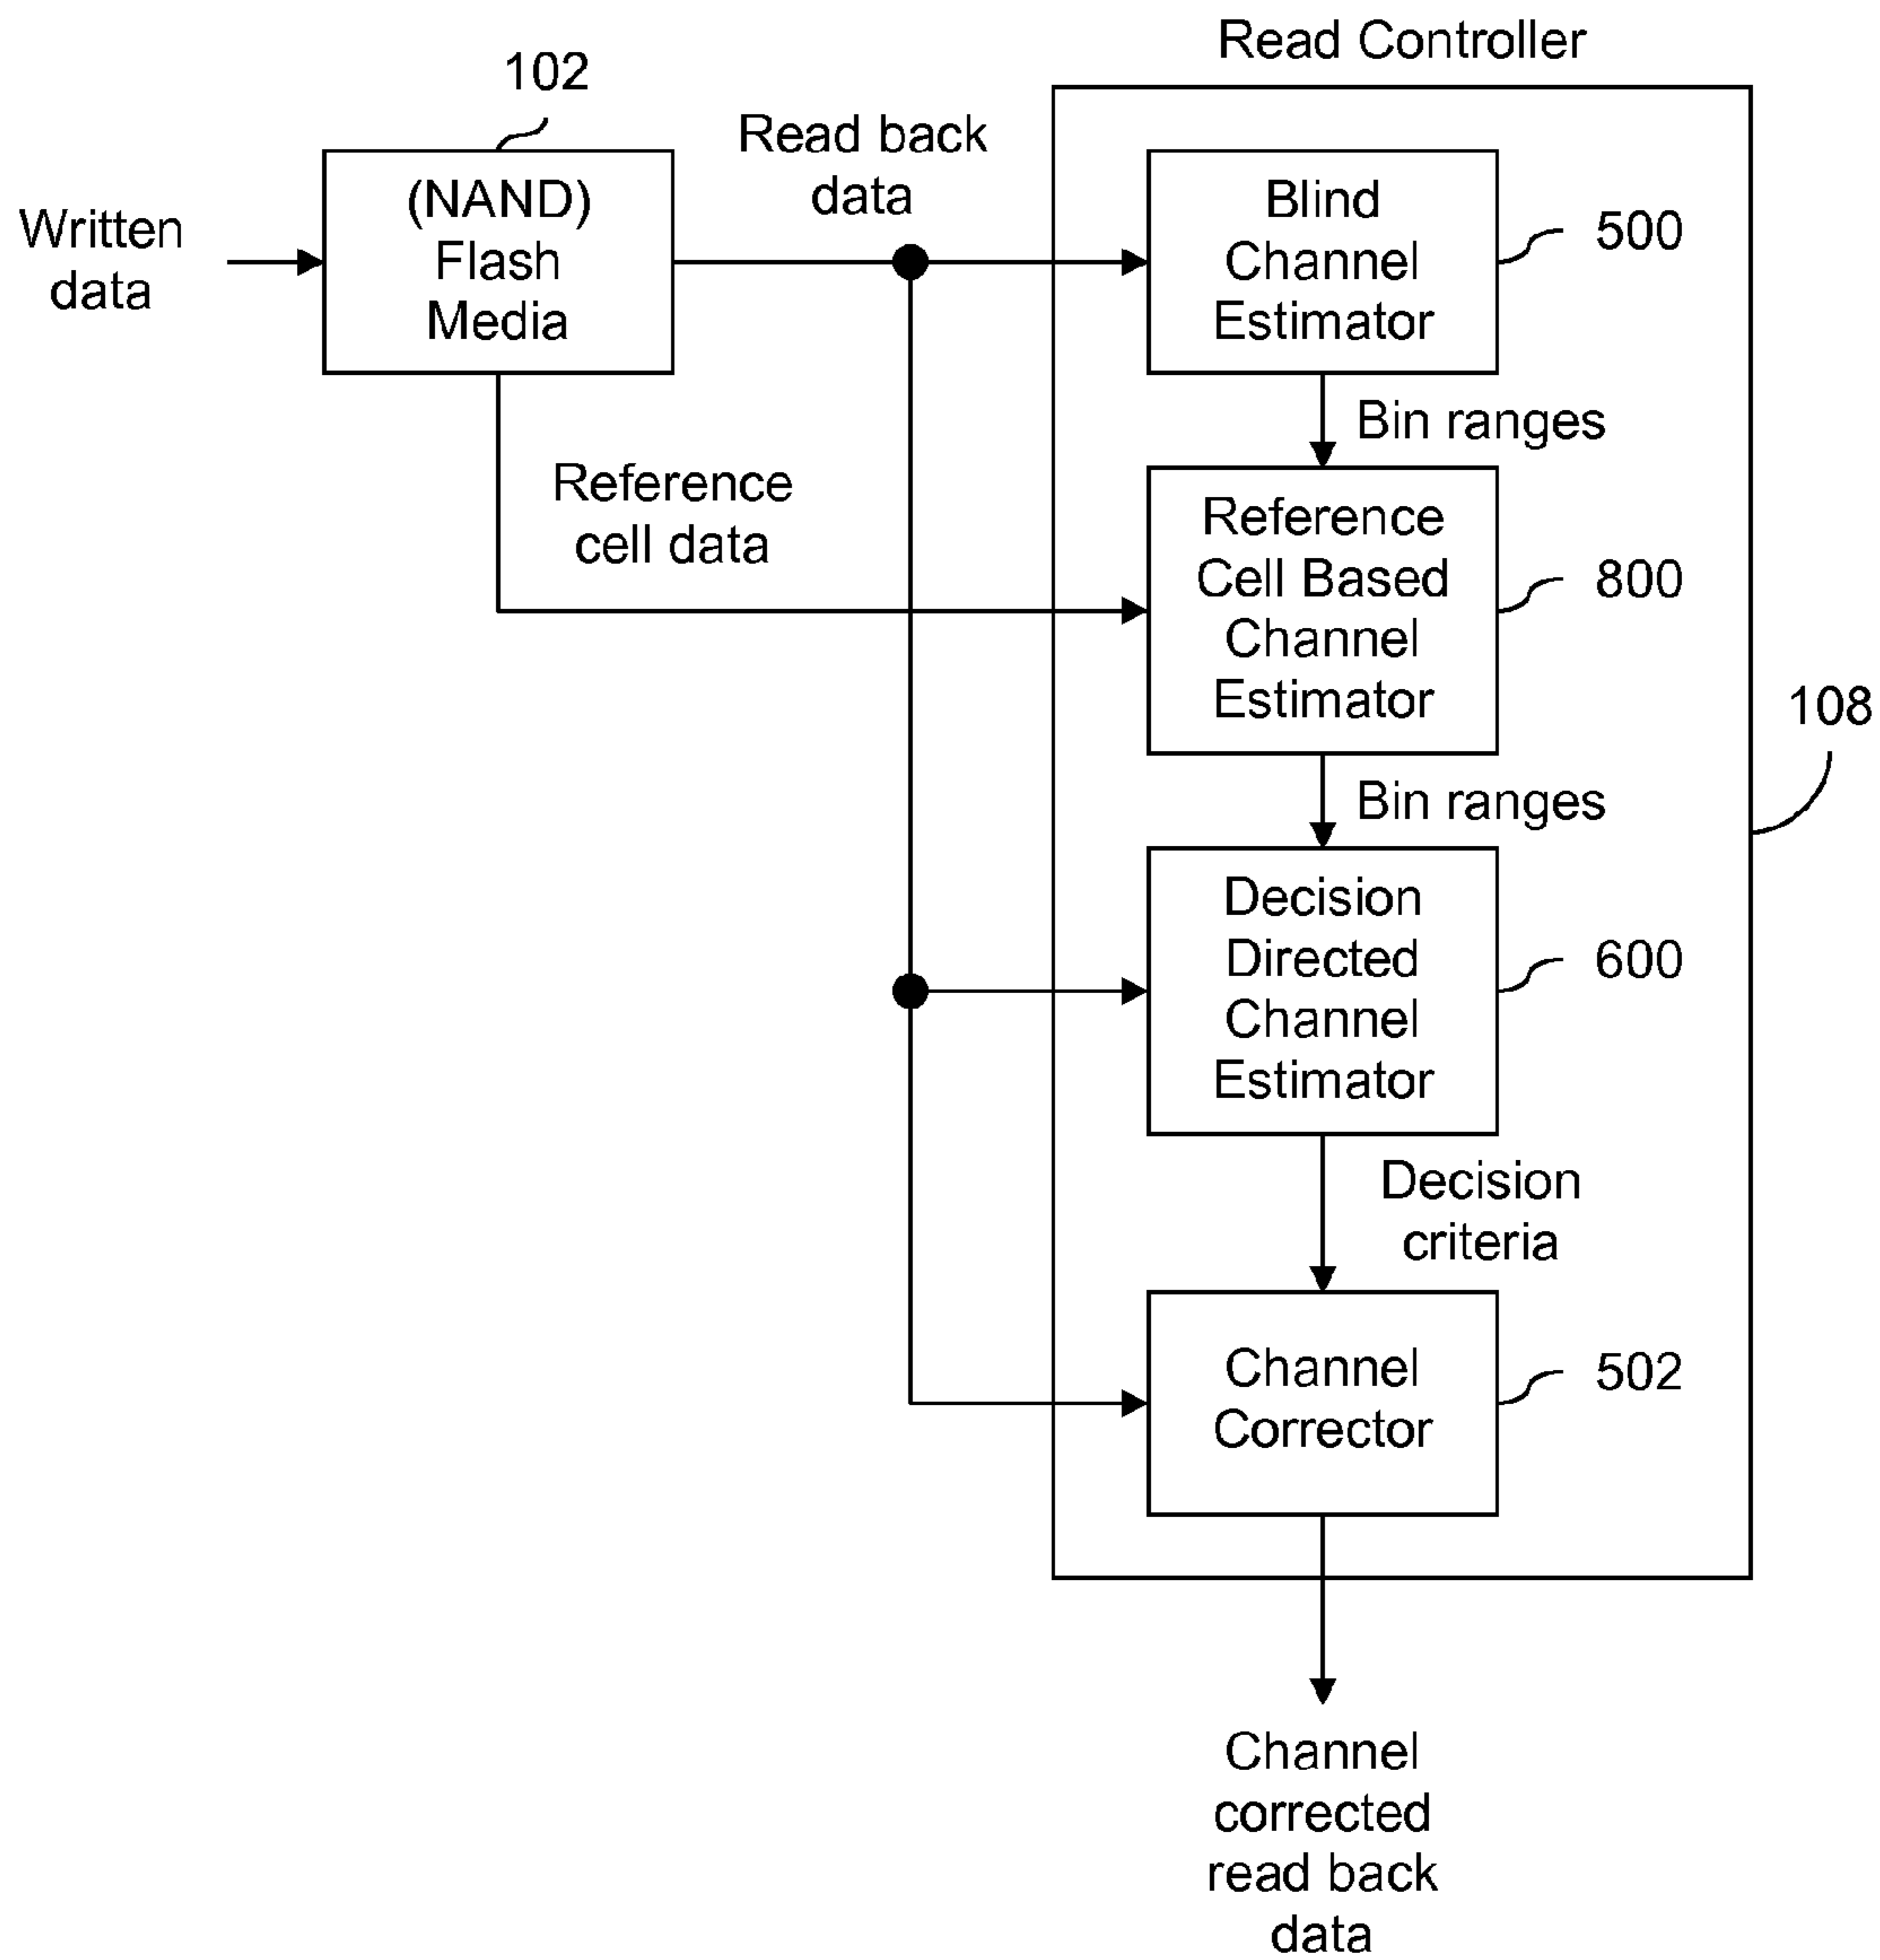 Read Controller
102
Read back
data
Written
data
(NAND)
Flash
Media
Blind
Channel
Estimator
500
Bin ranges
Reference
cell data
Reference
Cell Based
Channel
Estimator
800
108
Bin ranges
Decision
Directed
Channel
Estimator
600
Decision
criteria
Channel
Corrector
502
Channel
corrected
read back
data